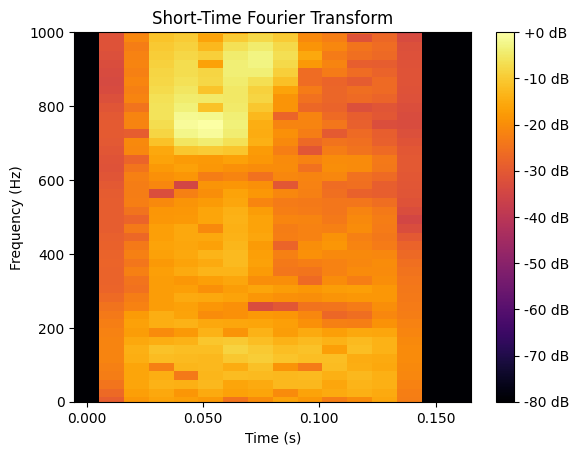 Short-Time Fourier Transform
1000
800
600
400
200
0
Frequency (Hz)
0.000
0.050
0.100
0.150
Time (s)
+0 dB
-10 dB
-20 dB
-30 dB
-40 dB
-50 dB
-60 dB
-70 dB
-80 dB